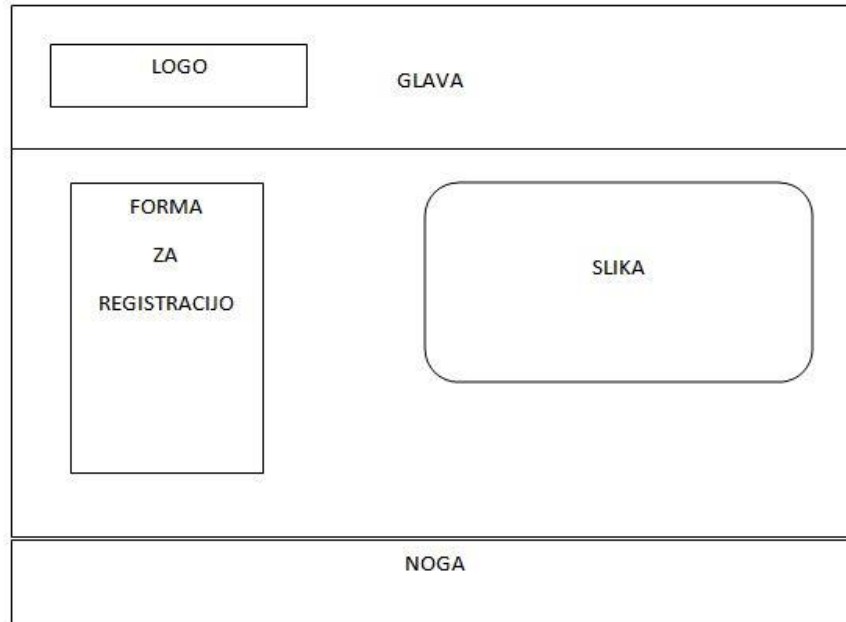 LOGO
GLAVA
FORMA
ZA
REGISTRACIJO
SLIKA
NOGA